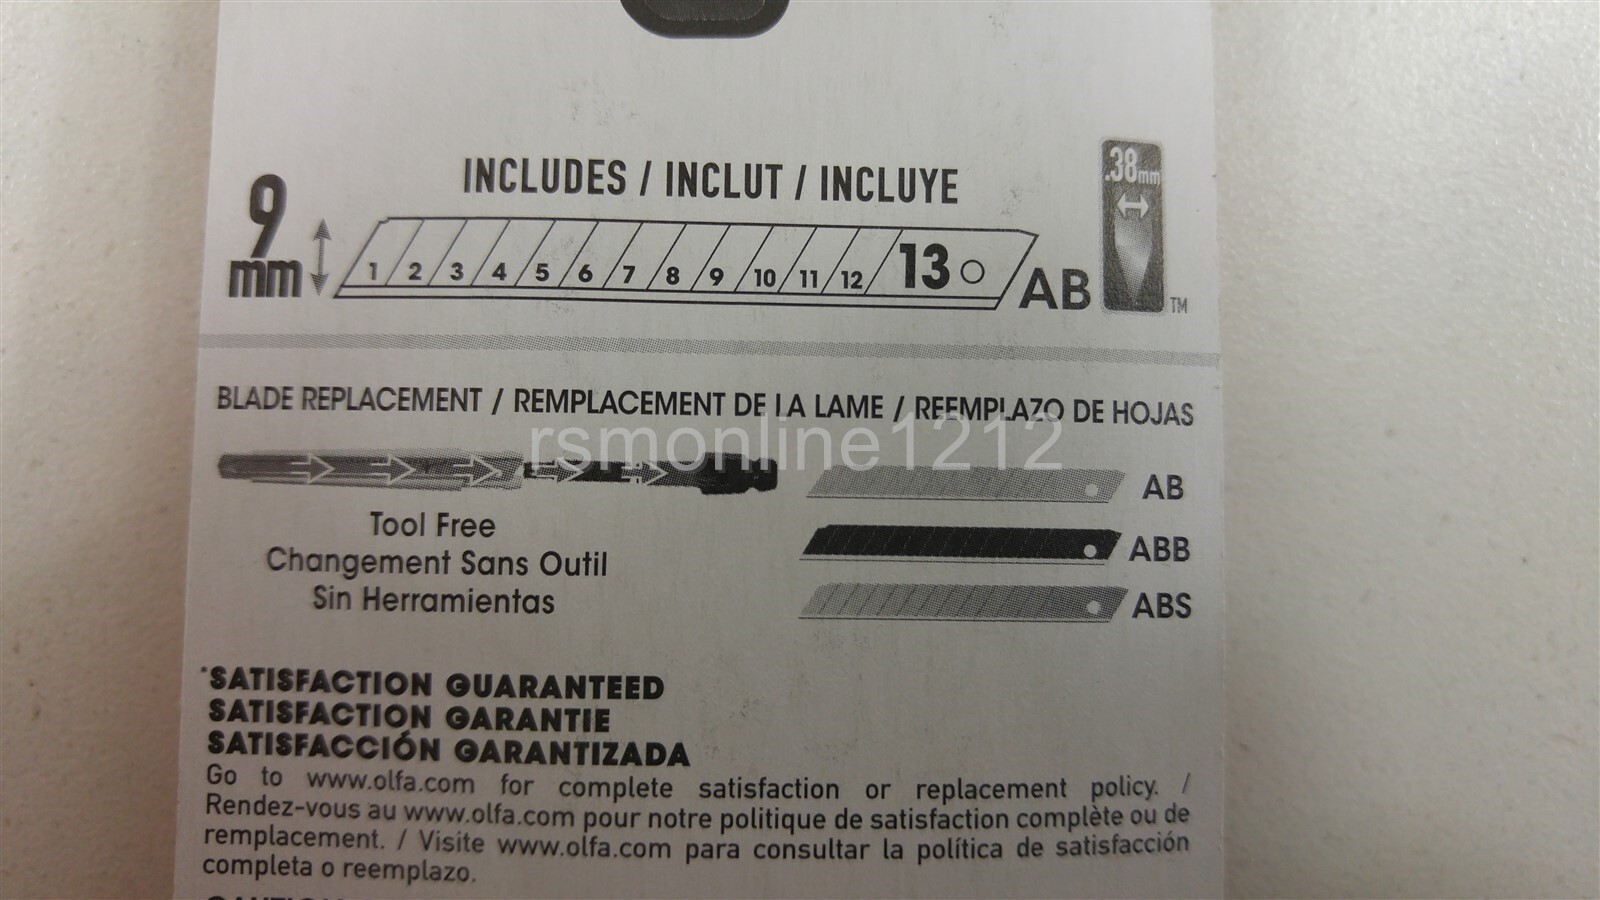 INCLUDES / INCLUT / INCLUYE
9
mm
1 2 3 4 5 6 7 8 9 10 11 12 13
AB
.38mm
TM
BLADE REPLACEMENT / REMPLACEMENT DE LA LAME / REEMPLAZO DE HOJAS
rsmonline1212
Tool Free
Changement Sans Outil
Sin Herramientas
AB
ABB
ABS
*SATISFACTION GUARANTEED
SATISFACTION GARANTIE
SATISFACCIÓN GARANTIZADA
Go to www.olfa.com for complete satisfaction or replacement policy. /
Rendez-vous au www.olfa.com pour notre politique de satisfaction complète ou de
remplacement. / Visite www.olfa.com para consultar la política de satisfacción
completa o reemplazo.